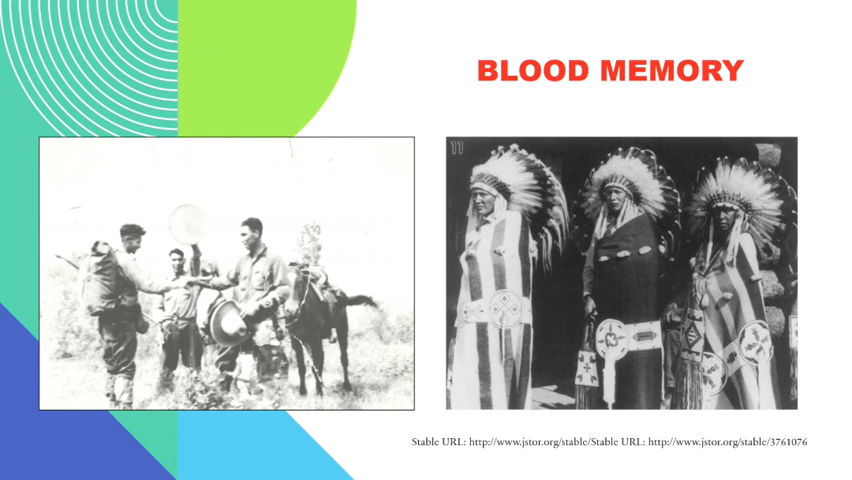 BLOOD MEMORY
11
Stable URL: http://www.jstor.org/stable/Stable URL: http://www.jstor.org/stable/3761076